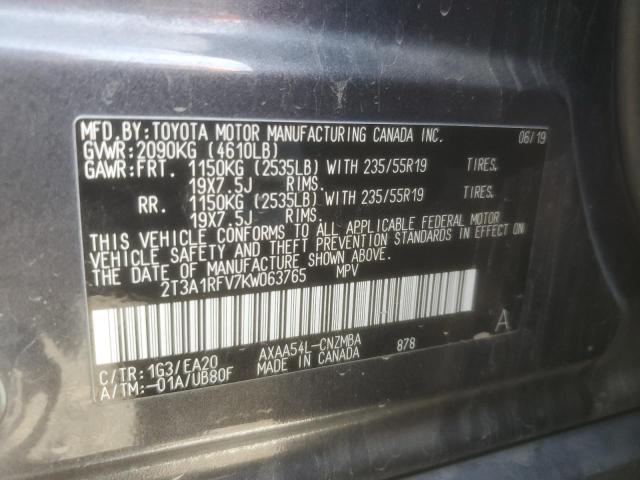 MFD.BY:TOYOTA MOTOR MANUFACTURING CANADA INC. 06/19
GVWR:2090KG (4610LB)
GAWR:FRT. 1150KG (2535LB) WITH 235/55R19 TIRES,
19X7.5J RIMS.
RR. 1150KG (2535LB) WITH 235/55R19 TIRES,
19X7.5J RIMS.
THIS VEHICLE CONFORMS TO ALL APPLICABLE FEDERAL MOTOR
VEHICLE SAFETY AND THEFT PREVENTION STANDARDS IN EFFECT ON
THE DATE OF MANUFACTURE SHOWN ABOVE.
2T3A1RFV7KW063765 MPV
A
C/TR:1G3/EA20 AXAA54L-CNZMBA 878
A/TM:-01A/UB80F MADE IN CANADA